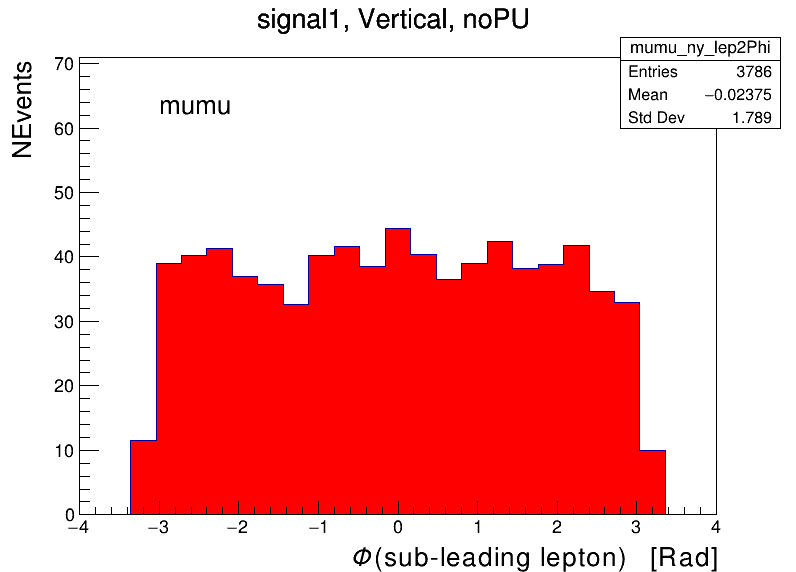 signal1, Vertical, noPU
mumu_ny_lep2Phi
Entries 3786
Mean −0.02375
Std Dev 1.789
NEvents
mumu
70
60
50
40
30
20
10
0
−4 −3 −2 −1 0 1 2 3 4
Φ(sub-leading lepton) [Rad]